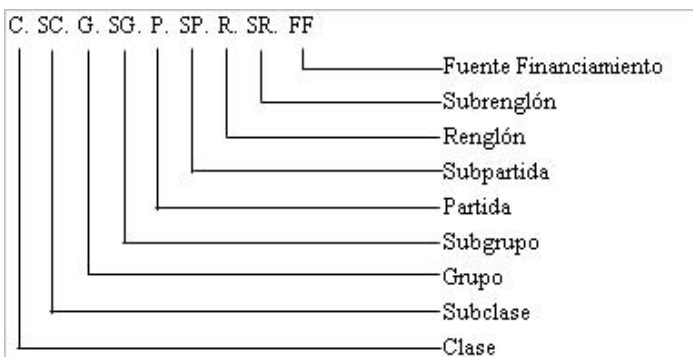 C. SC. G. SG. P. SP. R. SR. FF
Fuente Financiamiento
Subrenglón
Renglón
Subpartida
Partida
Subgrupo
Grupo
Subclase
Clase